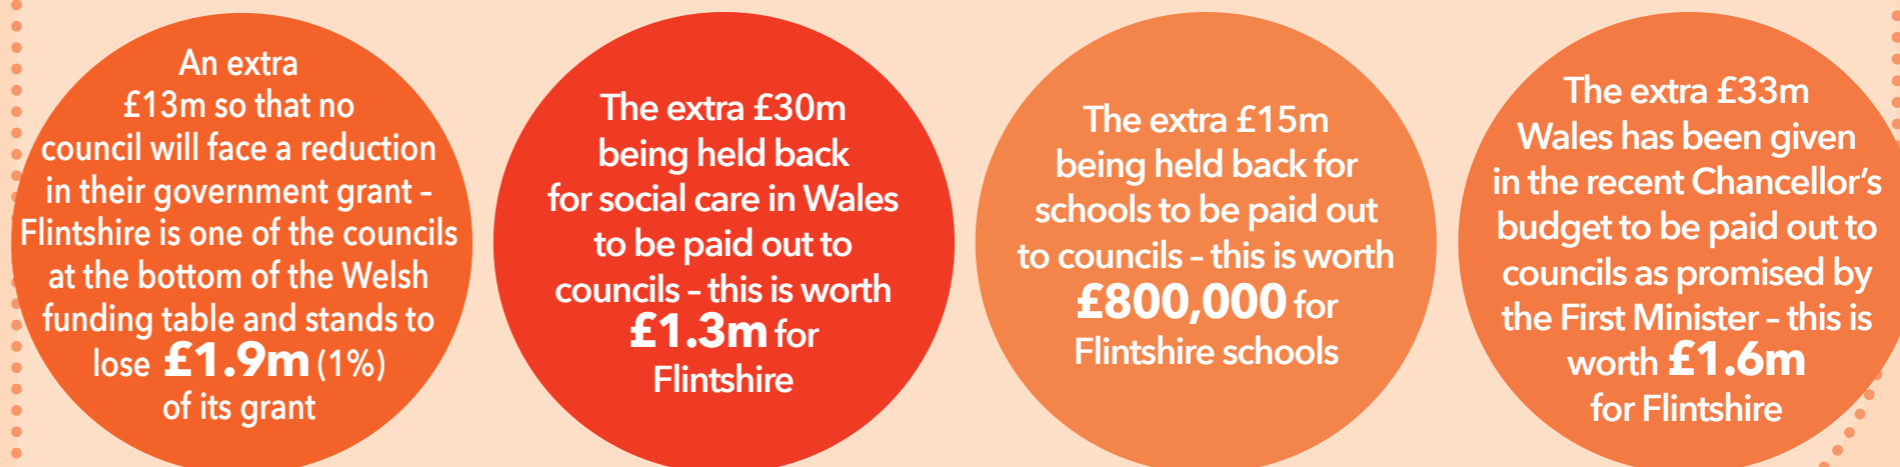 An extra
£13m so that no
council will face a reduction
in their government grant –
Flintshire is one of the councils
at the bottom of the Welsh
funding table and stands to
lose £1.9m (1%)
of its grant
The extra £30m
being held back
for social care in Wales
to be paid out to
councils – this is worth
£1.3m for
Flintshire
The extra £15m
being held back for
schools to be paid out
to councils – this is worth
£800,000 for
Flintshire schools
The extra £33m
Wales has been given
in the recent Chancellor’s
budget to be paid out to
councils as promised by
the First Minister – this is
worth £1.6m
for Flintshire